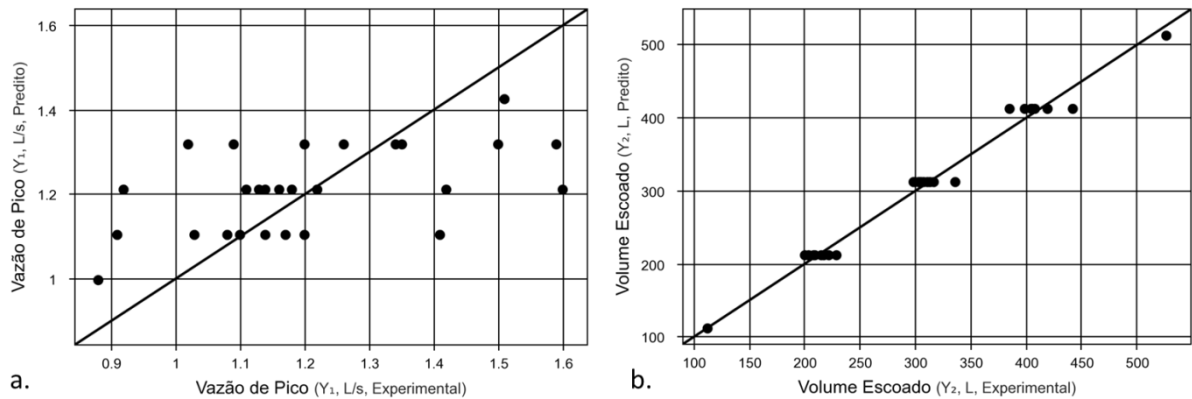 1.6
1.4
1.2
1
Vazão de Pico (Y₁, L/s, Predito)
0.9 1 1.1 1.2 1.3 1.4 1.5 1.6
Vazão de Pico (Y₁, L/s, Experimental)
a.
500
400
300
200
100
Volume Escoado (Y₂, L, Predito)
100 150 200 250 300 350 400 450 500
Volume Escoado (Y₂, L, Experimental)
b.